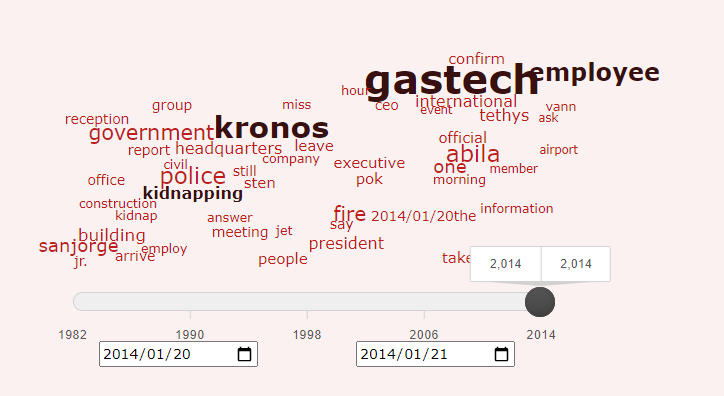 confirm
gastech employee
hour ceo international
group miss event vann
reception tethys ask
government kronos
official
report headquarters leave abila airport
civil company executive one member
police still
office sten pok morning
kidnapping
construction information
kidnap answer fire 2014/01/20the
say
building meeting jet
sanjorge employ president
jr. arrive people take
2,014 2,014
1982 1990 1998 2006 2014
2014/01/20 2014/01/21